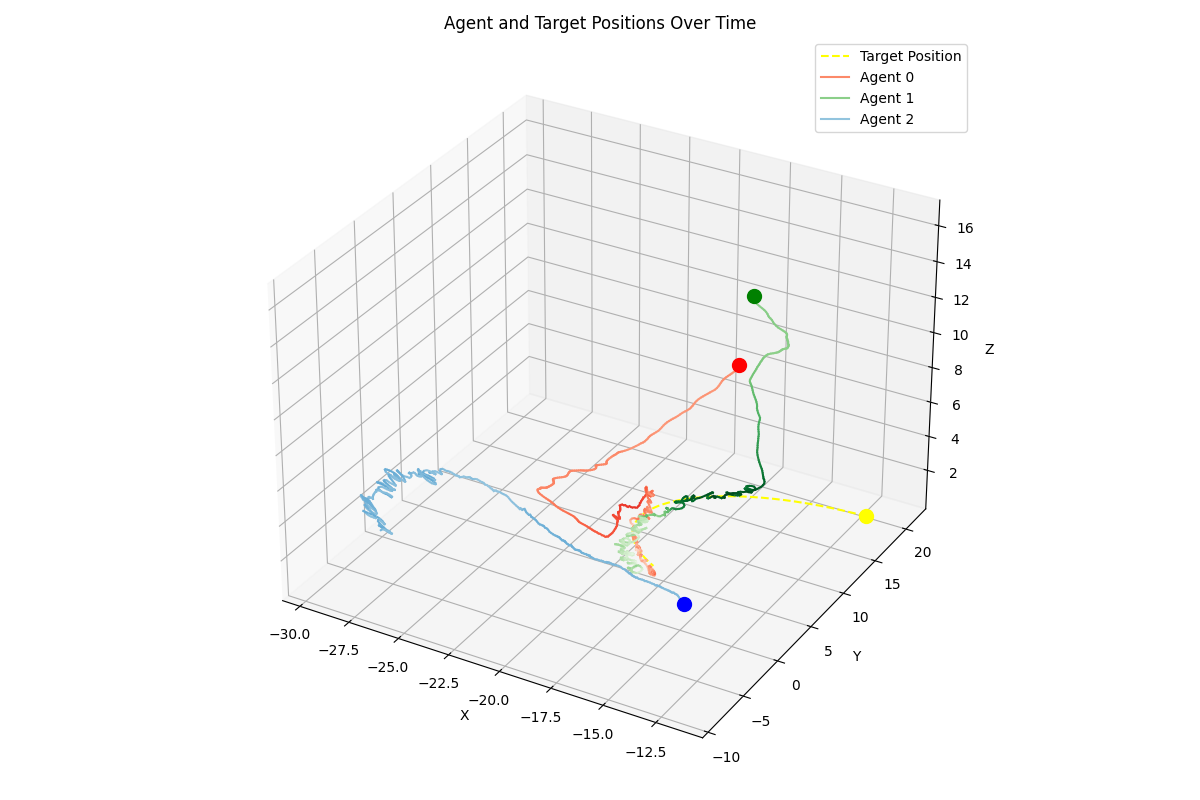 Agent and Target Positions Over Time
Target Position
Agent 0
Agent 1
Agent 2
16
14
12
10
8
6
4
2
Z
20
15
10
5
0
−5
−10
Y
−30.0
−27.5
−25.0
−22.5
−20.0
−17.5
−15.0
−12.5
X